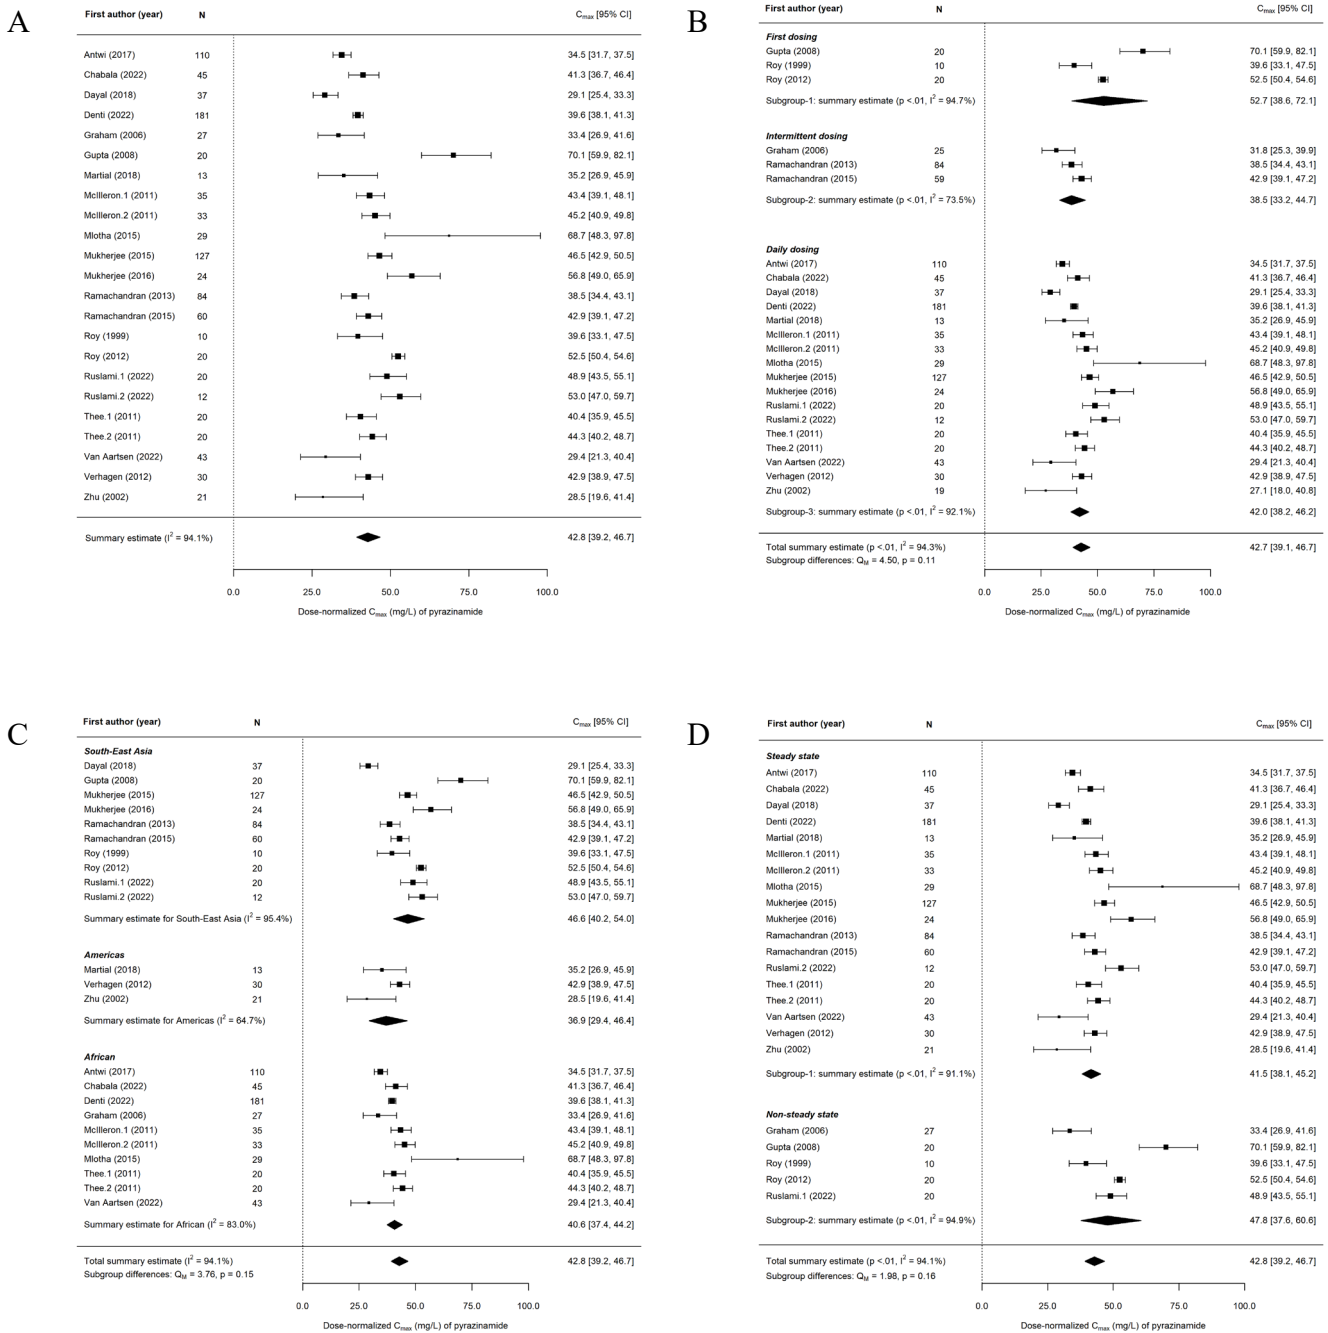 A
First author (year) N Cmax [95% CI]
Antwi (2017) 110 34.5 [31.7, 37.5]
Chabala (2022) 45 41.3 [36.7, 46.4]
Dayal (2018) 37 29.1 [25.4, 33.3]
Denti (2022) 181 39.6 [38.1, 41.3]
Graham (2006) 27 33.4 [26.9, 41.6]
Gupta (2008) 20 70.1 [59.9, 82.1]
Martial (2018) 13 35.2 [26.9, 45.9]
McIlleron.1 (2011) 35 43.4 [39.1, 48.1]
McIlleron.2 (2011) 33 45.2 [40.9, 49.8]
Mlotha (2015) 29 68.7 [48.3, 97.8]
Mukherjee (2015) 127 46.5 [42.9, 50.5]
Mukherjee (2016) 24 56.8 [49.0, 65.9]
Ramachandran (2013) 84 38.5 [34.4, 43.1]
Ramachandran (2015) 60 42.9 [39.1, 47.2]
Roy (1999) 10 39.6 [33.1, 47.5]
Roy (2012) 20 52.5 [50.4, 54.6]
Ruslami.1 (2022) 20 48.9 [43.5, 55.1]
Ruslami.2 (2022) 12 53.0 [47.0, 59.7]
Thee.1 (2011) 20 40.4 [35.9, 45.5]
Thee.2 (2011) 20 44.3 [40.2, 48.7]
Van Aartsen (2022) 43 29.4 [21.3, 40.4]
Verhagen (2012) 30 42.9 [38.9, 47.5]
Zhu (2002) 21 28.5 [19.6, 41.4]
Summary estimate (I² = 94.1%) 42.8 [39.2, 46.7]
0.0 25.0 50.0 75.0 100.0
Dose-normalized Cmax (mg/L) of pyrazinamide
B
First author (year) N Cmax [95% CI]
First dosing
Gupta (2008) 20 70.1 [59.9, 82.1]
Roy (1999) 10 39.6 [33.1, 47.5]
Roy (2012) 20 52.5 [50.4, 54.6]
Subgroup-1: summary estimate (p <.01, I² = 94.7%) 52.7 [38.6, 72.1]
Intermittent dosing
Graham (2006) 25 31.8 [25.3, 39.9]
Ramachandran (2013) 84 38.5 [34.4, 43.1]
Ramachandran (2015) 59 42.9 [39.1, 47.2]
Subgroup-2: summary estimate (p <.01, I² = 73.5%) 38.5 [33.2, 44.7]
Daily dosing
Antwi (2017) 110 34.5 [31.7, 37.5]
Chabala (2022) 45 41.3 [36.7, 46.4]
Dayal (2018) 37 29.1 [25.4, 33.3]
Denti (2022) 181 39.6 [38.1, 41.3]
Martial (2018) 13 35.2 [26.9, 45.9]
McIlleron.1 (2011) 35 43.4 [39.1, 48.1]
McIlleron.2 (2011) 33 45.2 [40.9, 49.8]
Mlotha (2015) 29 68.7 [48.3, 97.8]
Mukherjee (2015) 127 46.5 [42.9, 50.5]
Mukherjee (2016) 24 56.8 [49.0, 65.9]
Ruslami.1 (2022) 20 48.9 [43.5, 55.1]
Ruslami.2 (2022) 12 53.0 [47.0, 59.7]
Thee.1 (2011) 20 40.4 [35.9, 45.5]
Thee.2 (2011) 20 44.3 [40.2, 48.7]
Van Aartsen (2022) 43 29.4 [21.3, 40.4]
Verhagen (2012) 30 42.9 [38.9, 47.5]
Zhu (2002) 19 27.1 [18.0, 40.8]
Subgroup-3: summary estimate (p <.01, I² = 92.1%) 42.0 [38.2, 46.2]
Total summary estimate (p <.01, I² = 94.3%) 42.7 [39.1, 46.7]
Subgroup differences: QM = 4.50, p = 0.11
0.0 25.0 50.0 75.0 100.0
Dose-normalized Cmax (mg/L) of pyrazinamide
C
First author (year) N Cmax [95% CI]
South-East Asia
Dayal (2018) 37 29.1 [25.4, 33.3]
Gupta (2008) 20 70.1 [59.9, 82.1]
Mukherjee (2015) 127 46.5 [42.9, 50.5]
Mukherjee (2016) 24 56.8 [49.0, 65.9]
Ramachandran (2013) 84 38.5 [34.4, 43.1]
Ramachandran (2015) 60 42.9 [39.1, 47.2]
Roy (1999) 10 39.6 [33.1, 47.5]
Roy (2012) 20 52.5 [50.4, 54.6]
Ruslami.1 (2022) 20 48.9 [43.5, 55.1]
Ruslami.2 (2022) 12 53.0 [47.0, 59.7]
Summary estimate for South-East Asia (I² = 95.4%) 46.6 [40.2, 54.0]
Americas
Martial (2018) 13 35.2 [26.9, 45.9]
Verhagen (2012) 30 42.9 [38.9, 47.5]
Zhu (2002) 21 28.5 [19.6, 41.4]
Summary estimate for Americas (I² = 64.7%) 36.9 [29.4, 46.4]
African
Antwi (2017) 110 34.5 [31.7, 37.5]
Chabala (2022) 45 41.3 [36.7, 46.4]
Denti (2022) 181 39.6 [38.1, 41.3]
Graham (2006) 27 33.4 [26.9, 41.6]
McIlleron.1 (2011) 35 43.4 [39.1, 48.1]
McIlleron.2 (2011) 33 45.2 [40.9, 49.8]
Mlotha (2015) 29 68.7 [48.3, 97.8]
Thee.1 (2011) 20 40.4 [35.9, 45.5]
Thee.2 (2011) 20 44.3 [40.2, 48.7]
Van Aartsen (2022) 43 29.4 [21.3, 40.4]
Summary estimate for African (I² = 83.0%) 40.6 [37.4, 44.2]
Total summary estimate (I² = 94.1%) 42.8 [39.2, 46.7]
Subgroup differences: QM = 3.76, p = 0.15
0.0 25.0 50.0 75.0 100.0
Dose-normalized Cmax (mg/L) of pyrazinamide
D
First author (year) N Cmax [95% CI]
Steady state
Antwi (2017) 110 34.5 [31.7, 37.5]
Chabala (2022) 45 41.3 [36.7, 46.4]
Dayal (2018) 37 29.1 [25.4, 33.3]
Denti (2022) 181 39.6 [38.1, 41.3]
Martial (2018) 13 35.2 [26.9, 45.9]
McIlleron.1 (2011) 35 43.4 [39.1, 48.1]
McIlleron.2 (2011) 33 45.2 [40.9, 49.8]
Mlotha (2015) 29 68.7 [48.3, 97.8]
Mukherjee (2015) 127 46.5 [42.9, 50.5]
Mukherjee (2016) 24 56.8 [49.0, 65.9]
Ramachandran (2013) 84 38.5 [34.4, 43.1]
Ramachandran (2015) 60 42.9 [39.1, 47.2]
Ruslami.2 (2022) 12 53.0 [47.0, 59.7]
Thee.1 (2011) 20 40.4 [35.9, 45.5]
Thee.2 (2011) 20 44.3 [40.2, 48.7]
Van Aartsen (2022) 43 29.4 [21.3, 40.4]
Verhagen (2012) 30 42.9 [38.9, 47.5]
Zhu (2002) 21 28.5 [19.6, 41.4]
Subgroup-1: summary estimate (p <.01, I² = 91.1%) 41.5 [38.1, 45.2]
Non-steady state
Graham (2006) 27 33.4 [26.9, 41.6]
Gupta (2008) 20 70.1 [59.9, 82.1]
Roy (1999) 10 39.6 [33.1, 47.5]
Roy (2012) 20 52.5 [50.4, 54.6]
Ruslami.1 (2022) 20 48.9 [43.5, 55.1]
Subgroup-2: summary estimate (p <.01, I² = 94.9%) 47.8 [37.6, 60.6]
Total summary estimate (p <.01, I² = 94.1%) 42.8 [39.2, 46.7]
Subgroup differences: QM = 1.98, p = 0.16
0.0 25.0 50.0 75.0 100.0
Dose-normalized Cmax (mg/L) of pyrazinamide